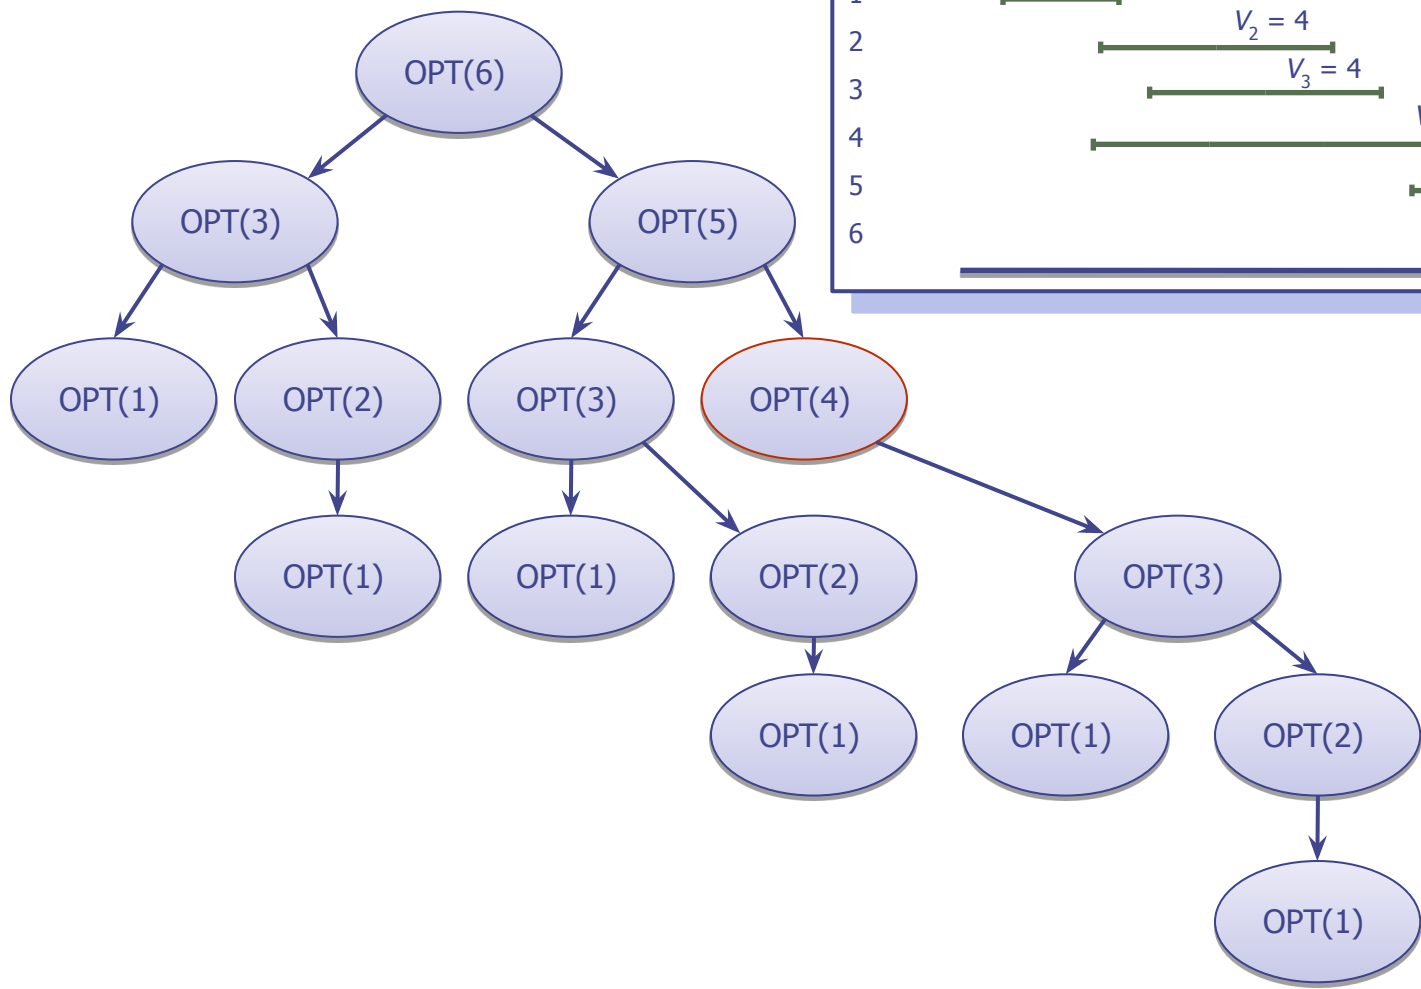 1
V2 = 4
2
V3 = 4
3
4
5
6
OPT(6)
OPT(3)
OPT(5)
OPT(1)
OPT(2)
OPT(3)
OPT(4)
OPT(1)
OPT(1)
OPT(2)
OPT(3)
OPT(1)
OPT(1)
OPT(2)
OPT(1)